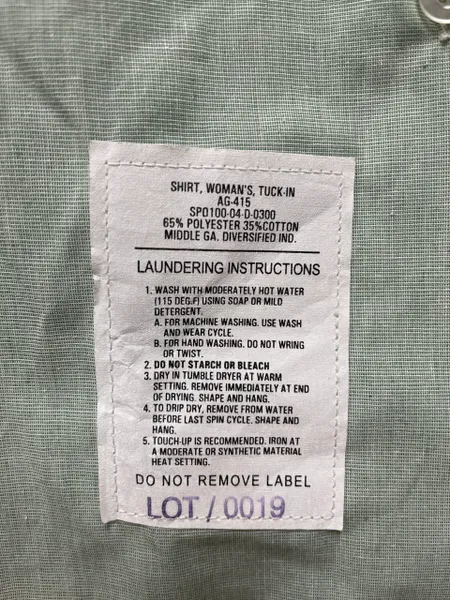 SHIRT, WOMAN'S, TUCK-IN
AG-415
SPO100-04-D-0300
65% POLYESTER 35%COTTON
MIDDLE GA. DIVERSIFIED IND.
LAUNDERING INSTRUCTIONS
1. WASH WITH MODERATELY HOT WATER
(115 DEG.F) USING SOAP OR MILD
DETERGENT.
A. FOR MACHINE WASHING. USE WASH
AND WEAR CYCLE.
B. FOR HAND WASHING. DO NOT WRING
OR TWIST.
2. DO NOT STARCH OR BLEACH
3. DRY IN TUMBLE DRYER AT WARM
SETTING. REMOVE IMMEDIATELY AT END
OF DRYING. SHAPE AND HANG.
4. TO DRIP DRY, REMOVE FROM WATER
BEFORE LAST SPIN CYCLE. SHAPE AND
HANG.
5. TOUCH-UP IS RECOMMENDED. IRON AT
A MODERATE OR SYNTHETIC MATERIAL
HEAT SETTING.
DO NOT REMOVE LABEL
LOT / 0019